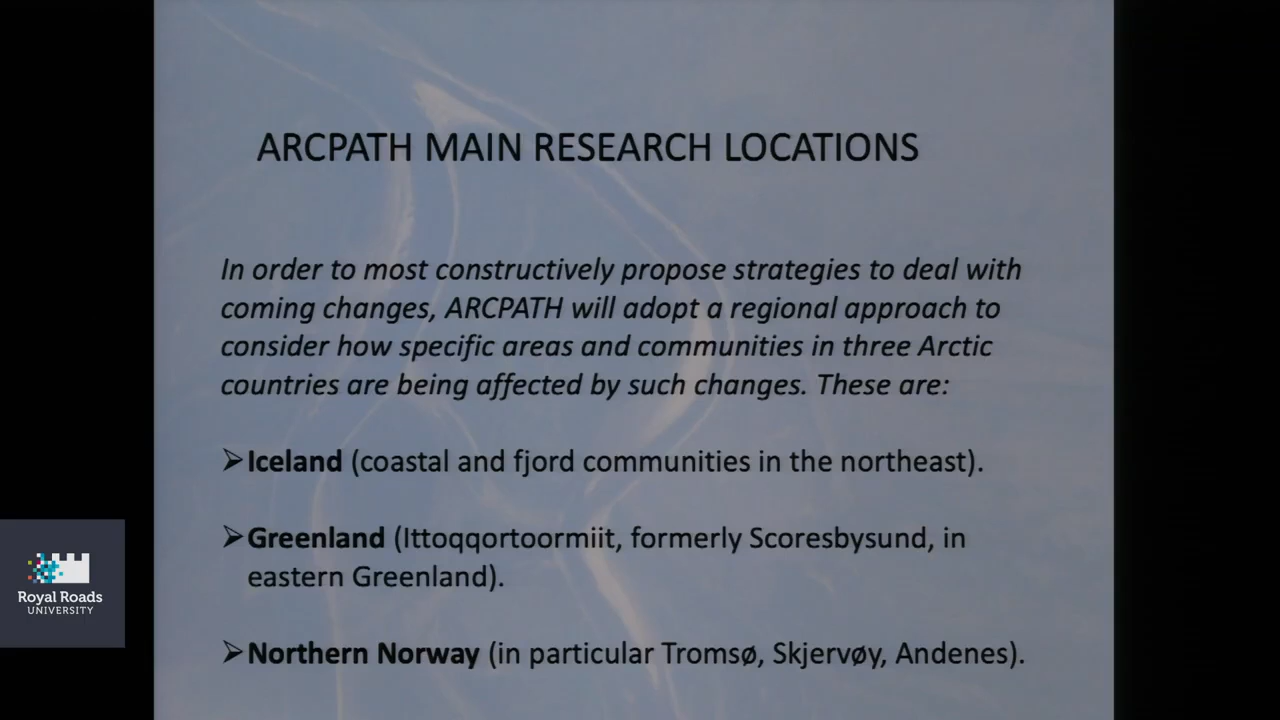 ARCPATH MAIN RESEARCH LOCATIONS
In order to most constructively propose strategies to deal with
coming changes, ARCPATH will adopt a regional approach to
consider how specific areas and communities in three Arctic
countries are being affected by such changes. These are:
➢Iceland (coastal and fjord communities in the northeast).
➢Greenland (Ittoqqortoormiit, formerly Scoresbysund, in
eastern Greenland).
➢Northern Norway (in particular Tromsø, Skjervøy, Andenes).
Royal Roads
UNIVERSITY